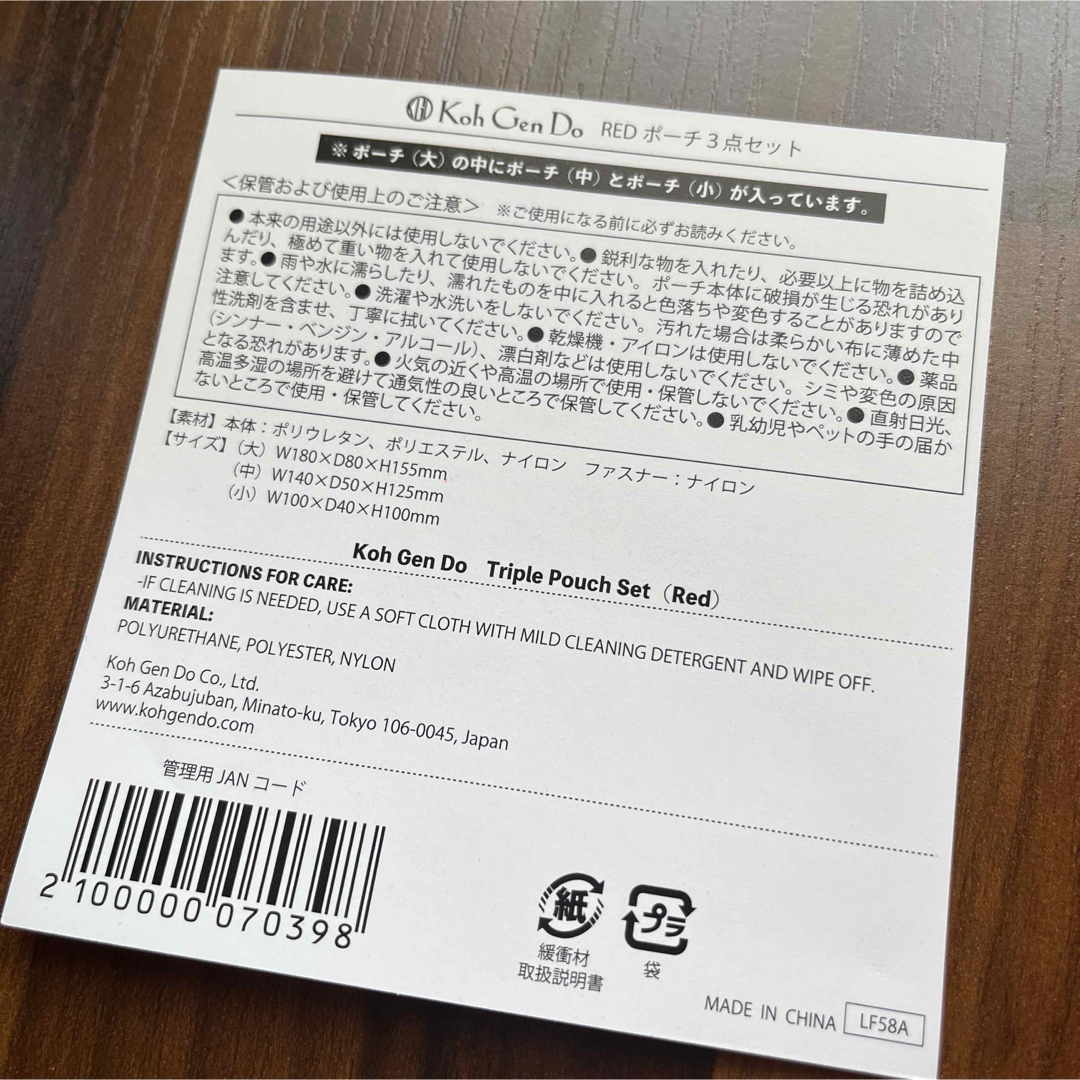 Koh Gen Do RED ポーチ3点セット
※ ポーチ（大）の中にポーチ（中）とポーチ（小）が入っています。
＜保管および使用上のご注意＞ ※ご使用になる前に必ずお読みください。
●本来の用途以外には使用しないでください。●鋭利な物を入れたり、必要以上に物を詰め込
んだり、極めて重い物を入れて使用しないでください。ポーチ本体に破損が生じる恐れがあり
ます。●雨や水に濡らしたり、濡れたものを中に入れると色落ちや変色することがありますので
注意してください。●洗濯や水洗いをしないでください。汚れた場合は柔らかい布に薄めた中
性洗剤を含ませ、丁寧に拭いてください。●乾燥機・アイロンは使用しないでください。●薬品
（シンナー・ベンジン・アルコール）、漂白剤などは使用しないでください。シミや変色の原因
となる恐れがあります。●火気の近くや高温の場所で使用・保管しないでください。●直射日光、
高温多湿の場所を避けて通気性の良いところで保管してください。●乳幼児やペットの手の届か
ないところで使用・保管してください。
【素材】本体：ポリウレタン、ポリエステル、ナイロン ファスナー：ナイロン
【サイズ】（大）W180×D80×H155mm
（中）W140×D50×H125mm
（小）W100×D40×H100mm
Koh Gen Do Triple Pouch Set（Red）
INSTRUCTIONS FOR CARE:
-IF CLEANING IS NEEDED, USE A SOFT CLOTH WITH MILD CLEANING DETERGENT AND WIPE OFF.
MATERIAL:
POLYURETHANE, POLYESTER, NYLON
Koh Gen Do Co., Ltd.
3-1-6 Azabujuban, Minato-ku, Tokyo 106-0045, Japan
www.kohgendo.com
管理用 JAN コード
2 100000 070398
紙
緩衝材
取扱説明書
プラ
袋
MADE IN CHINA LF58A